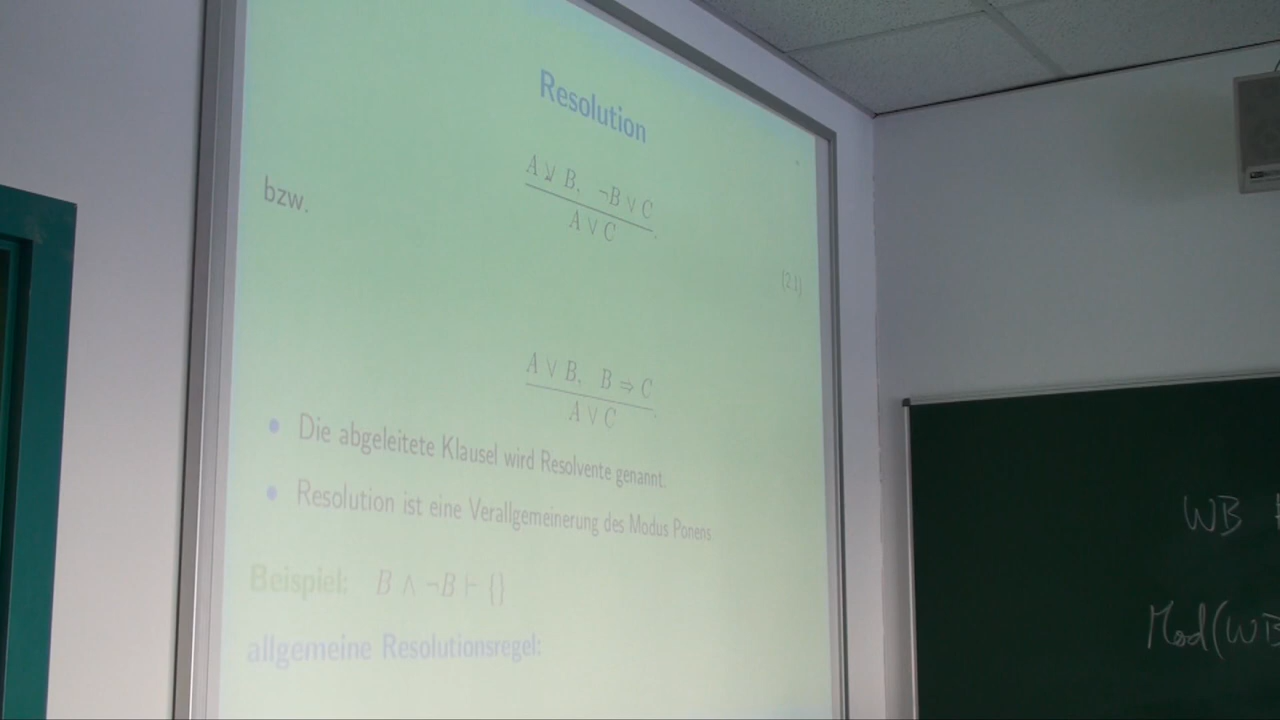 Resolution
A ∨ B, ¬B ∨ C
A ∨ C.
bzw.
(2.1)
A ∨ B, B ⇒ C
A ∨ C.
• Die abgeleitete Klausel wird Resolvente genannt.
• Resolution ist eine Verallgemeinerung des Modus Ponens
Beispiel: B ∧ ¬B ⊢ {}
allgemeine Resolutionsregel:
WB
Mod(WB